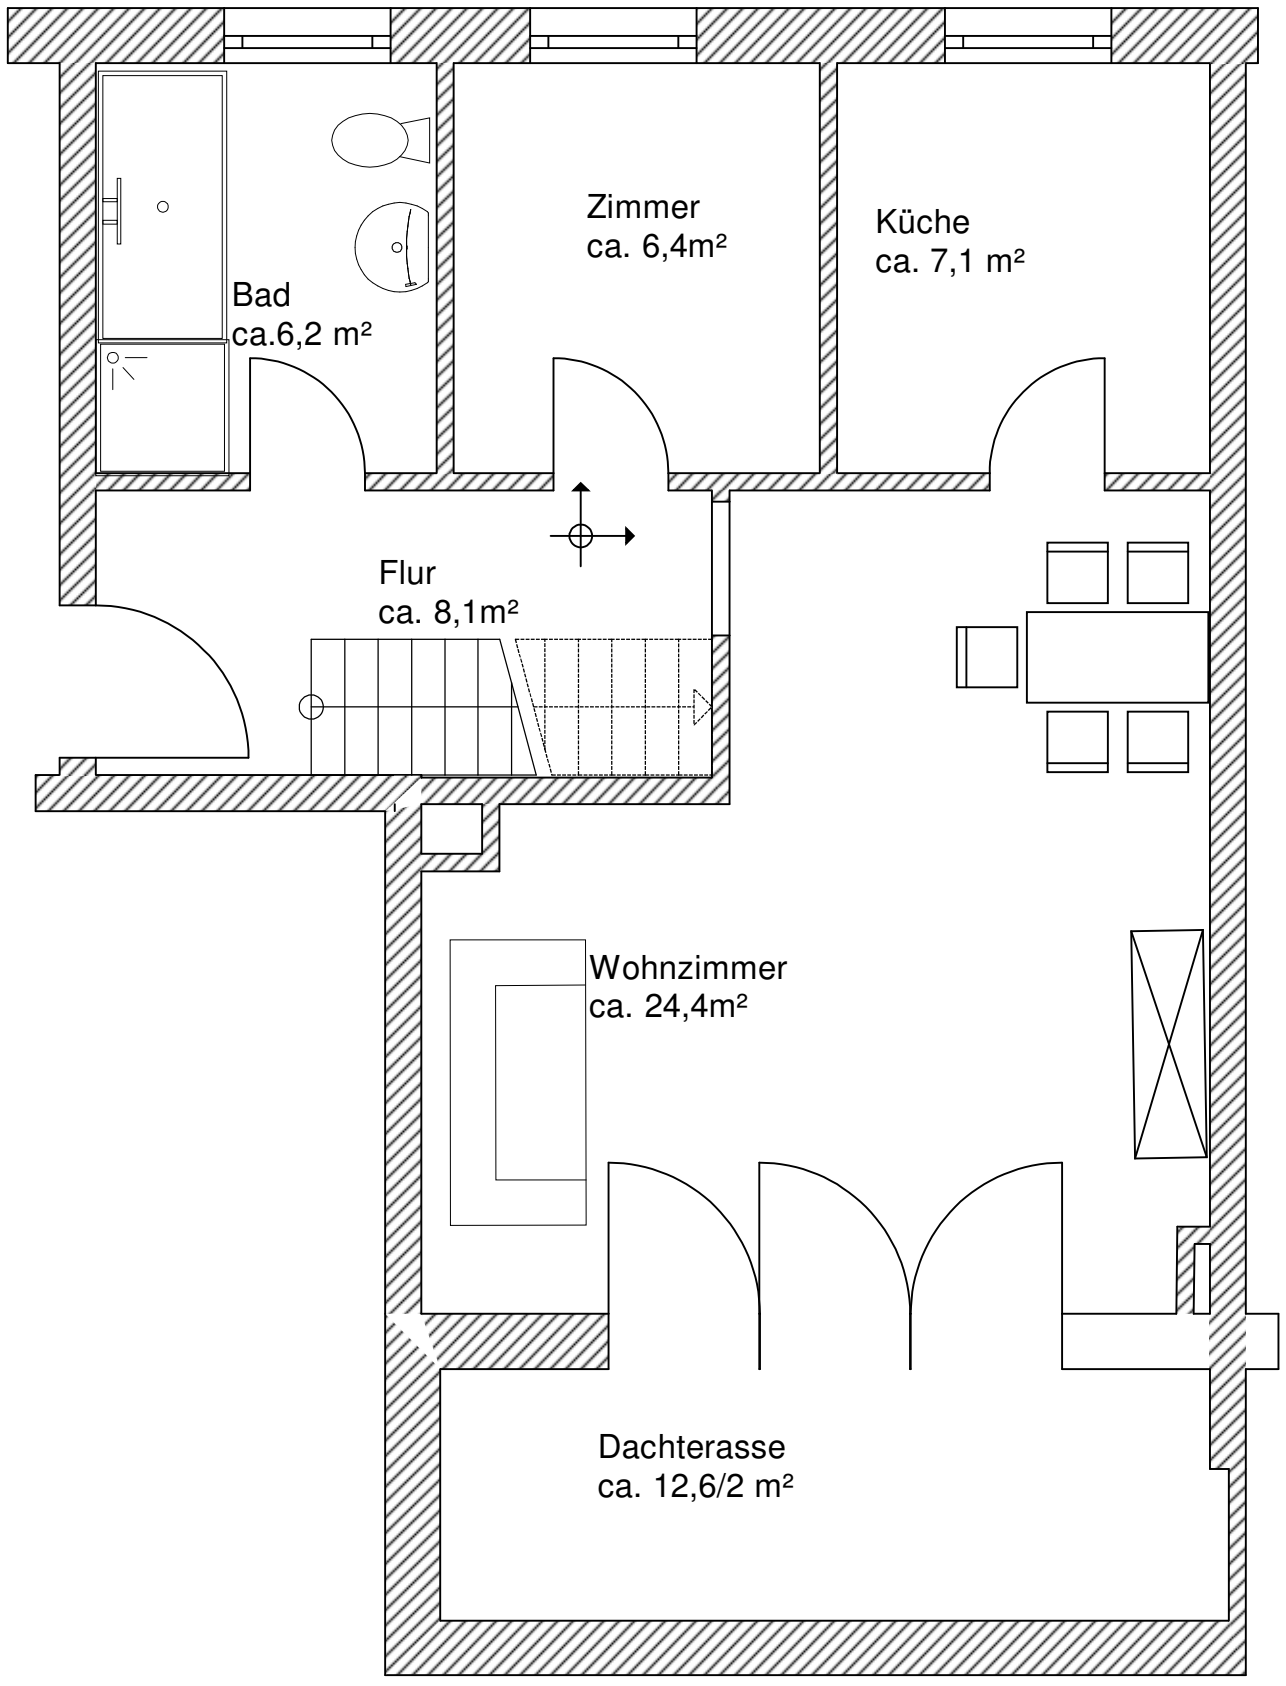 Zimmer
ca. 6,4m²
Küche
ca. 7,1 m²
Bad
ca.6,2 m²
Flur
ca. 8,1m²
Wohnzimmer
ca. 24,4m²
Dachterasse
ca. 12,6/2 m²